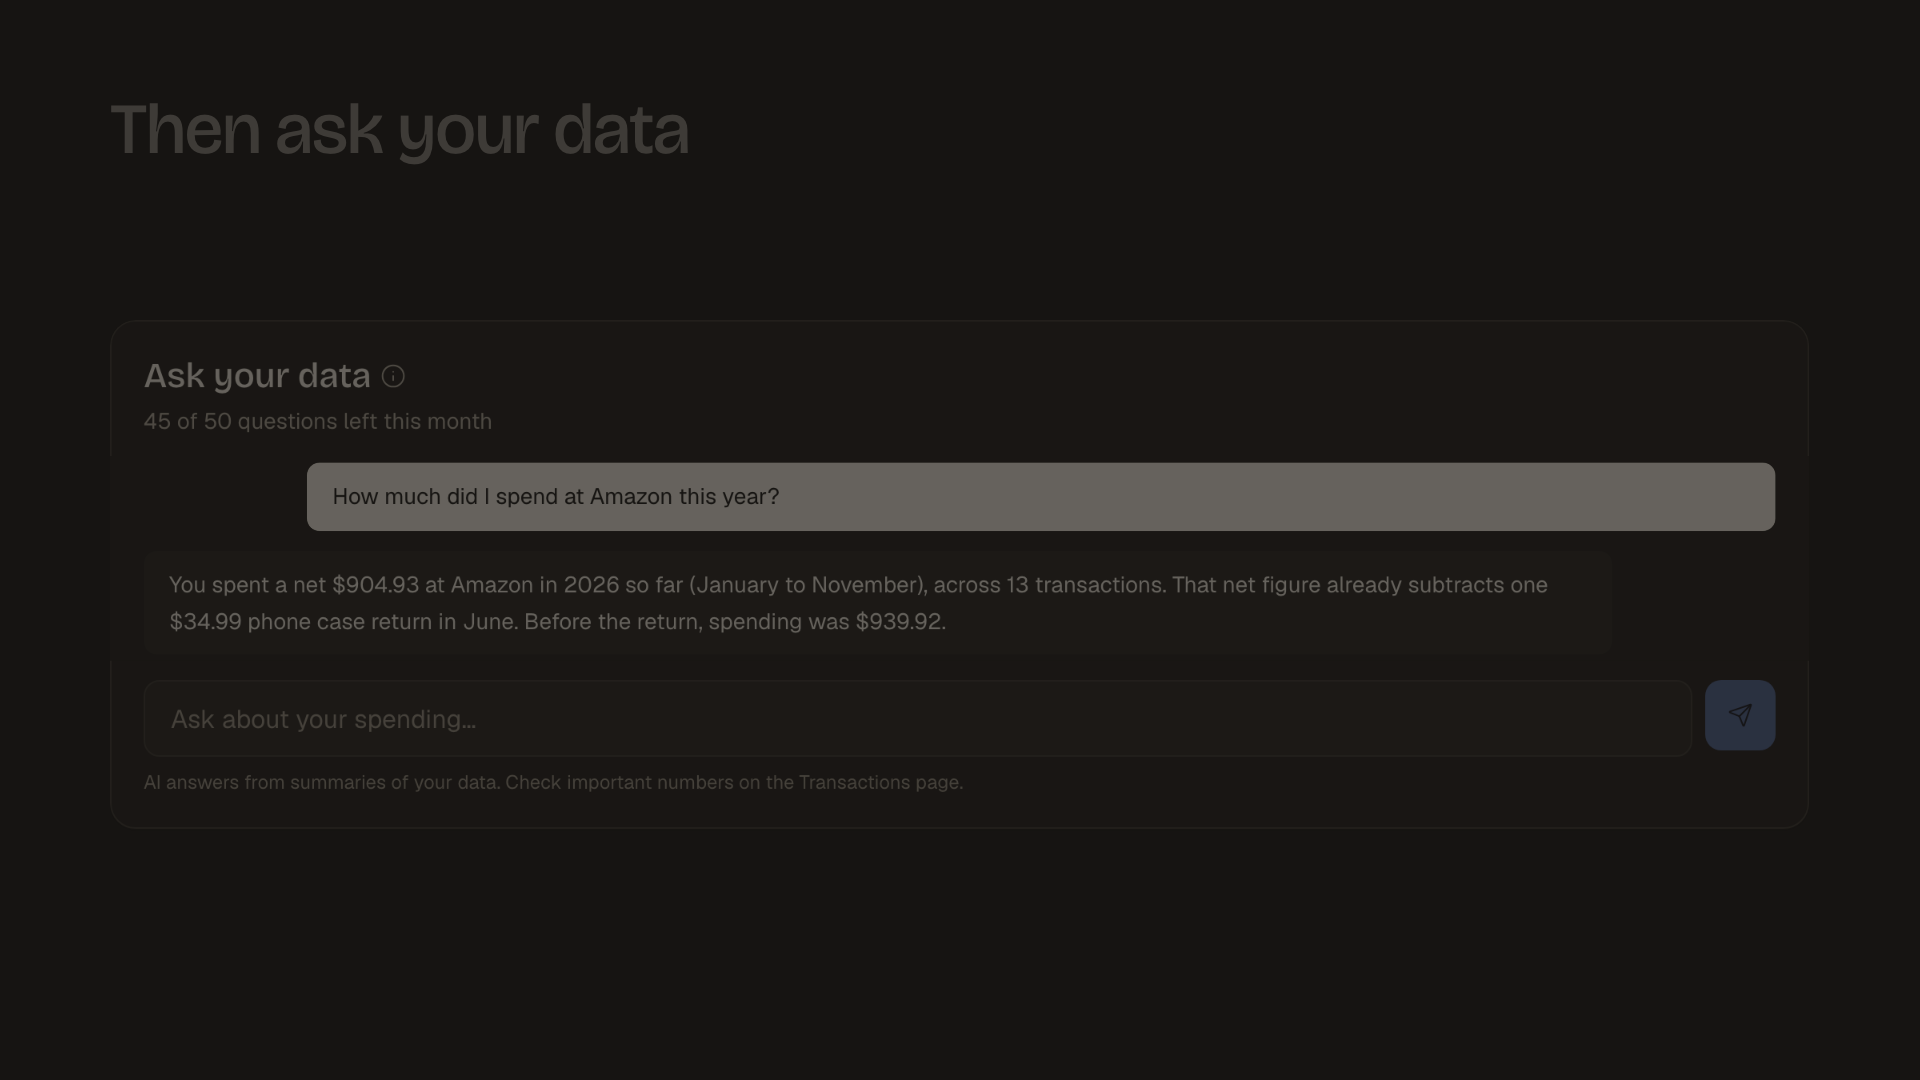 Then ask your data
Ask your data
45 of 50 questions left this month
How much did I spend at Amazon this year?
You spent a net $904.93 at Amazon in 2026 so far (January to November), across 13 transactions. That net figure already subtracts one
$34.99 phone case return in June. Before the return, spending was $939.92.
Ask about your spending…
AI answers from summaries of your data. Check important numbers on the Transactions page.